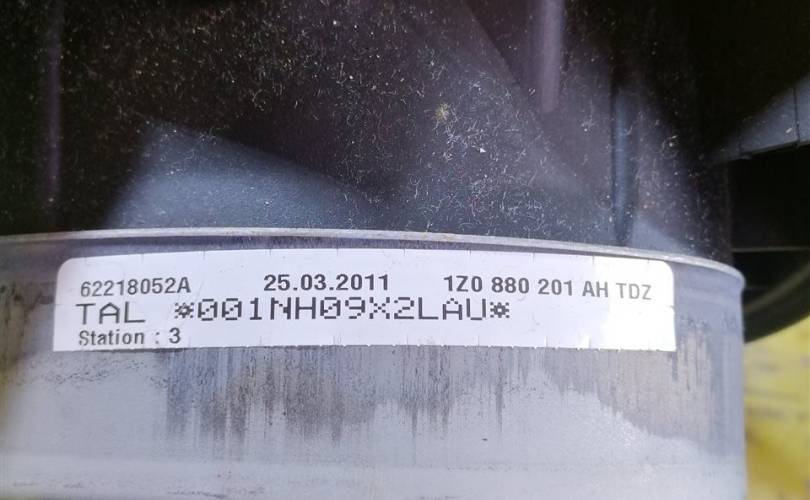 62218052A 25.03.2011 1Z0 880 201 AH TDZ
TAL *001NH09X2LAU*
Station : 3